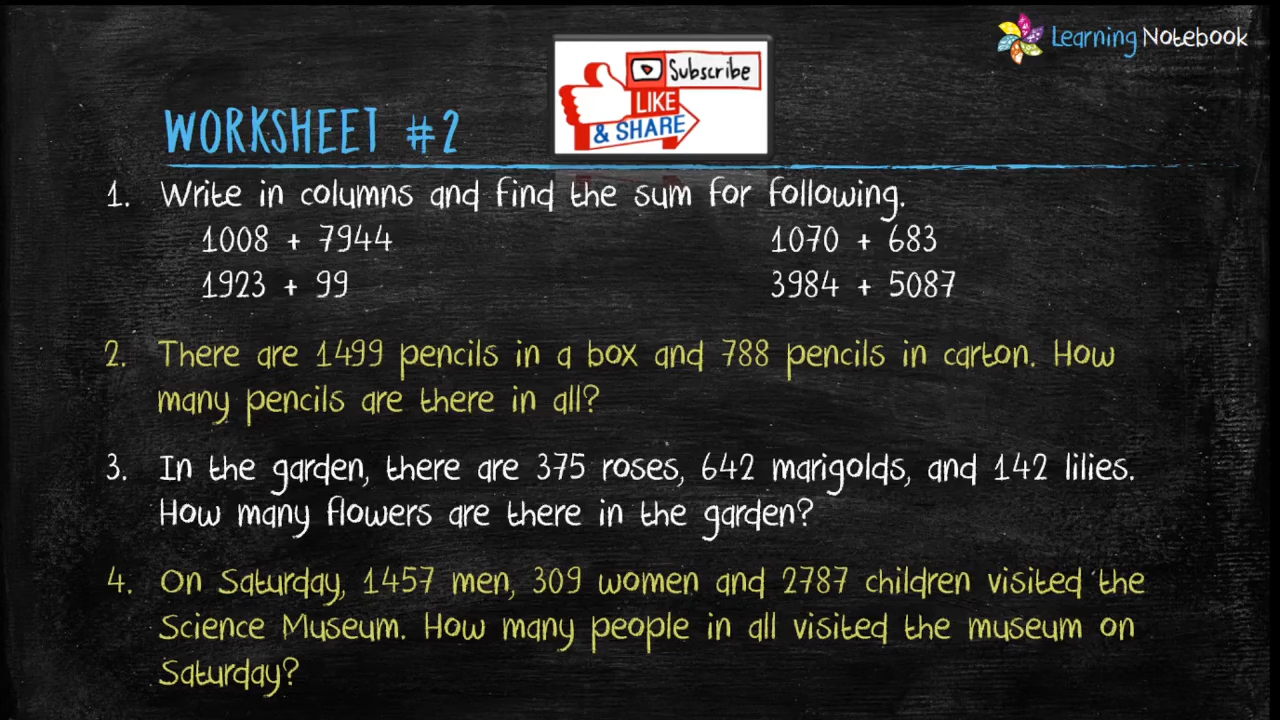 Learning Notebook
Subscribe
LIKE
& SHARE
WORKSHEET #2
1. Write in columns and find the sum for following.
1008 + 7944 1070 + 683
1923 + 99 3984 + 5087
2. There are 1499 pencils in a box and 788 pencils in carton. How
many pencils are there in all?
3. In the garden, there are 375 roses, 642 marigolds, and 142 lilies.
How many flowers are there in the garden?
4. On Saturday, 1457 men, 309 women and 2787 children visited the
Science Museum. How many people in all visited the museum on
Saturday?